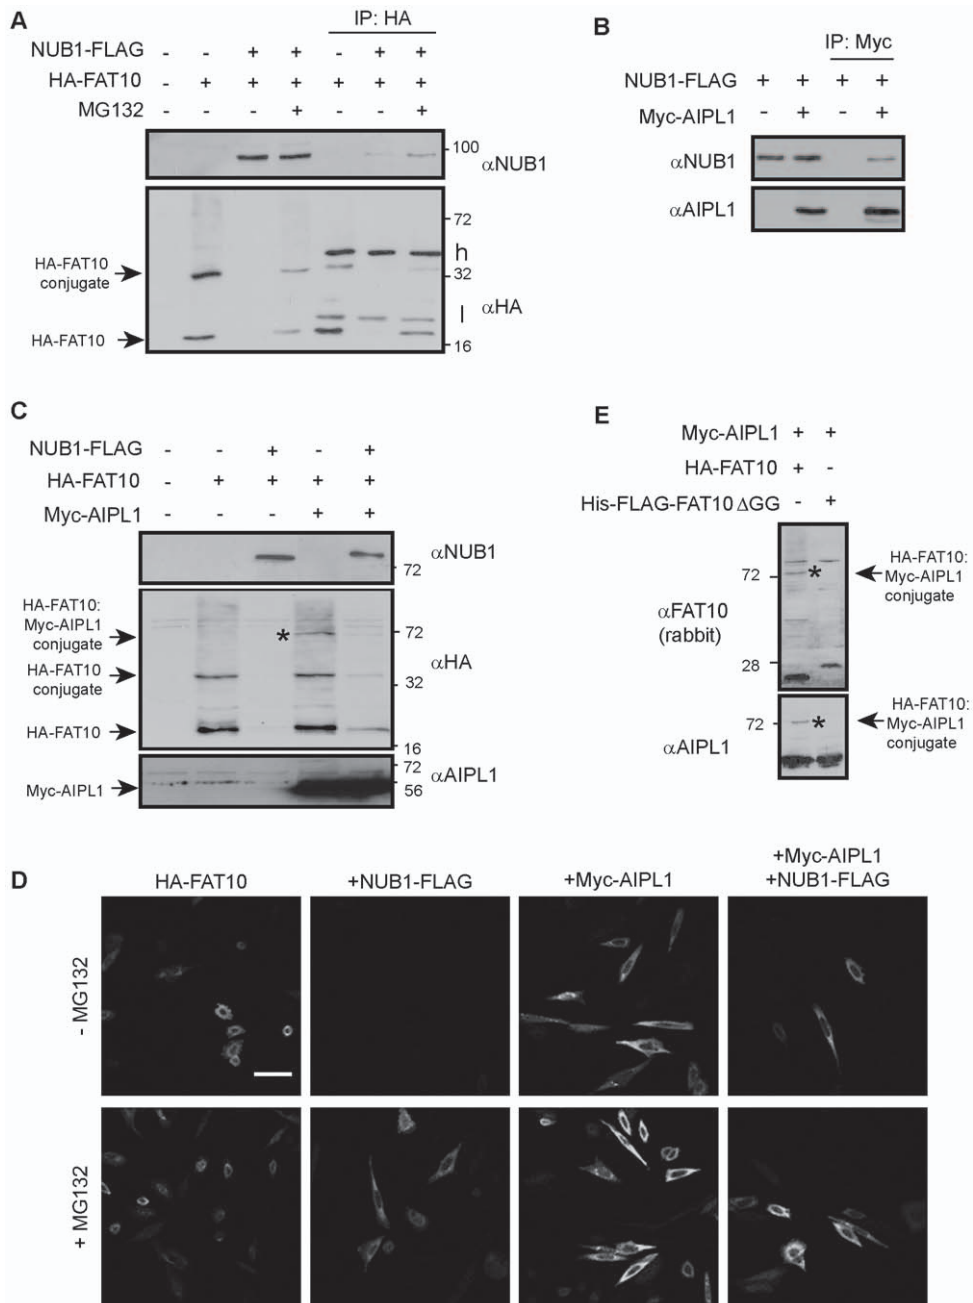 A
IP: HA
NUB1-FLAG - - + + - + +
HA-FAT10 - + + + + + +
MG132 - - - + - - +
100
αNUB1
72
h
HA-FAT10
conjugate
32
l
αHA
HA-FAT10
16
B
IP: Myc
NUB1-FLAG + + + +
Myc-AIPL1 - + - +
αNUB1
αAIPL1
C
NUB1-FLAG - - + - +
HA-FAT10 - + + + +
Myc-AIPL1 - - - + +
αNUB1
72
HA-FAT10:
Myc-AIPL1
conjugate
*
72
αHA
HA-FAT10
conjugate
32
HA-FAT10
16
72
αAIPL1
Myc-AIPL1
56
E
Myc-AIPL1 + +
HA-FAT10 + -
His-FLAG-FAT10 ΔGG - +
72
*
HA-FAT10:
Myc-AIPL1
conjugate
αFAT10
(rabbit)
28
72
*
HA-FAT10:
Myc-AIPL1
conjugate
αAIPL1
D
HA-FAT10
+NUB1-FLAG
+Myc-AIPL1
+Myc-AIPL1
+NUB1-FLAG
- MG132
+ MG132